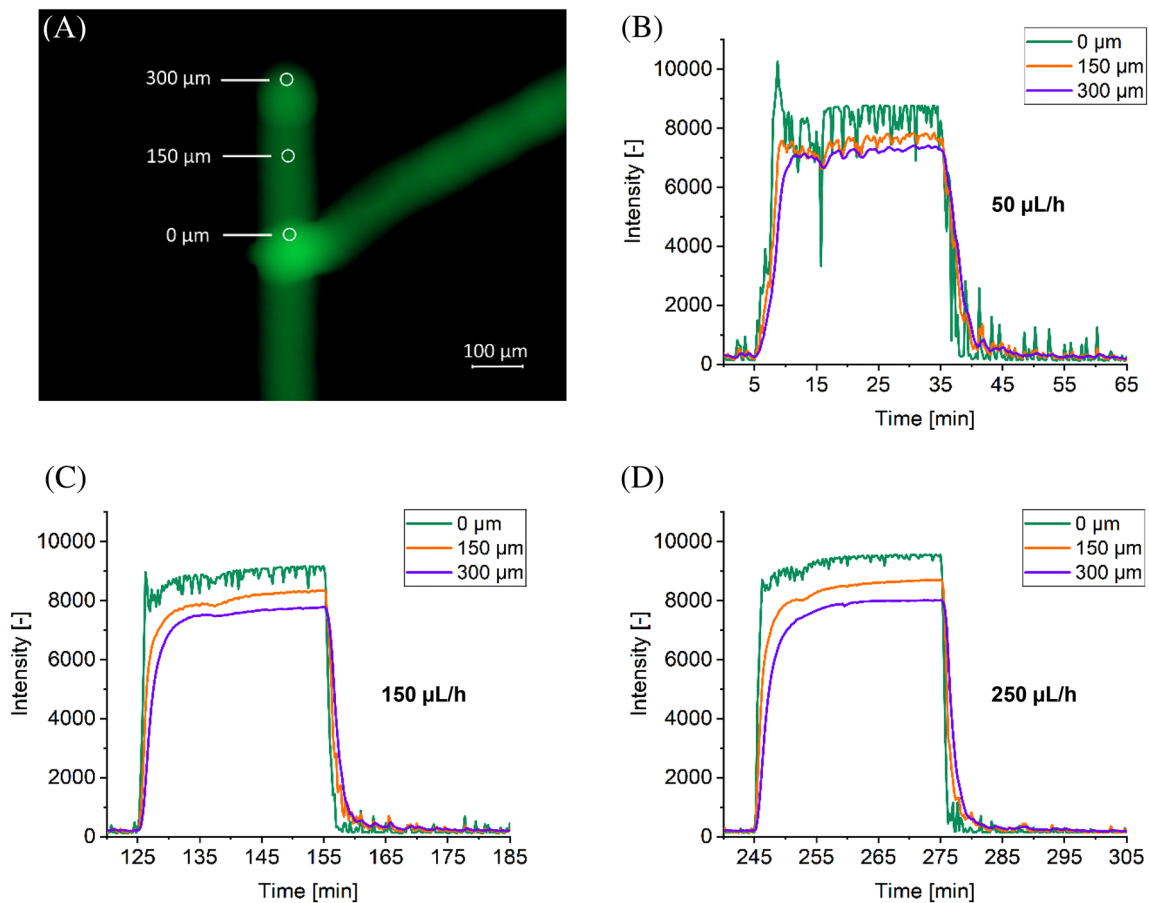 (A)
300 µm
150 µm
0 µm
100 µm
(B)
0 µm
150 µm
300 µm
10000
8000
6000
4000
2000
0
Intensity [-]
50 µL/h
5 15 25 35 45 55 65
Time [min]
(C)
0 µm
150 µm
300 µm
10000
8000
6000
4000
2000
0
Intensity [-]
150 µL/h
125 135 145 155 165 175 185
Time [min]
(D)
0 µm
150 µm
300 µm
10000
8000
6000
4000
2000
0
Intensity [-]
250 µL/h
245 255 265 275 285 295 305
Time [min]